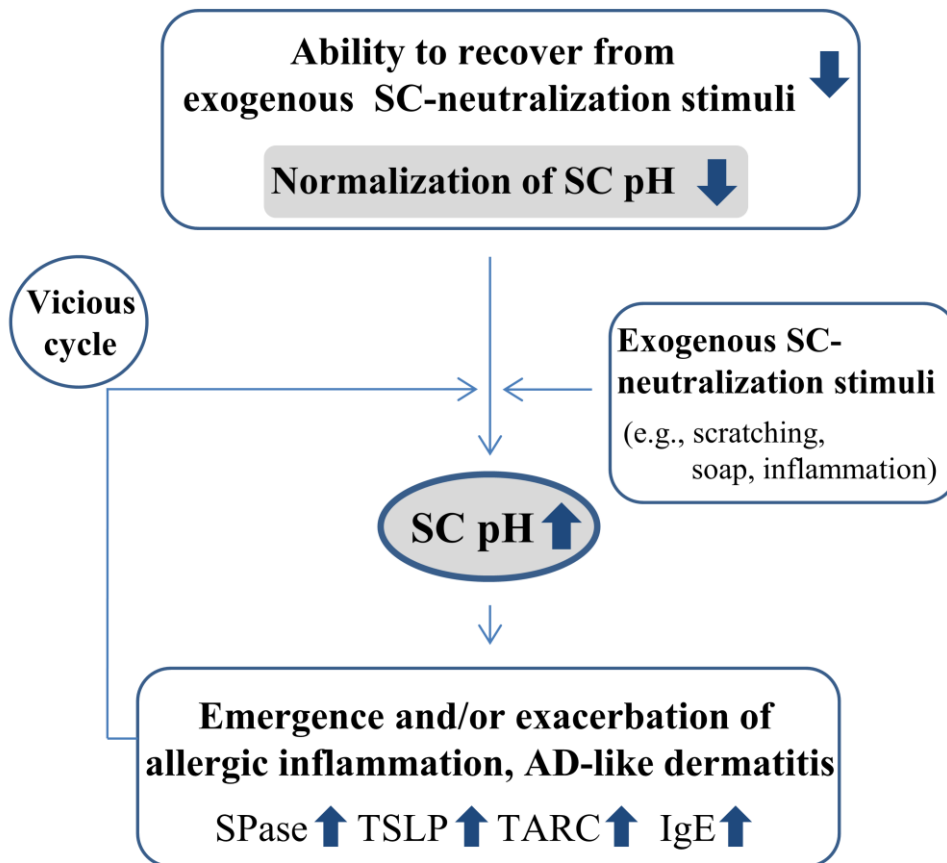 Ability to recover from
exogenous SC-neutralization stimuli
Normalization of SC pH
Vicious
cycle
Exogenous SC-
neutralization stimuli
(e.g., scratching,
soap, inflammation)
SC pH
Emergence and/or exacerbation of
allergic inflammation, AD-like dermatitis
SPase TSLP TARC IgE